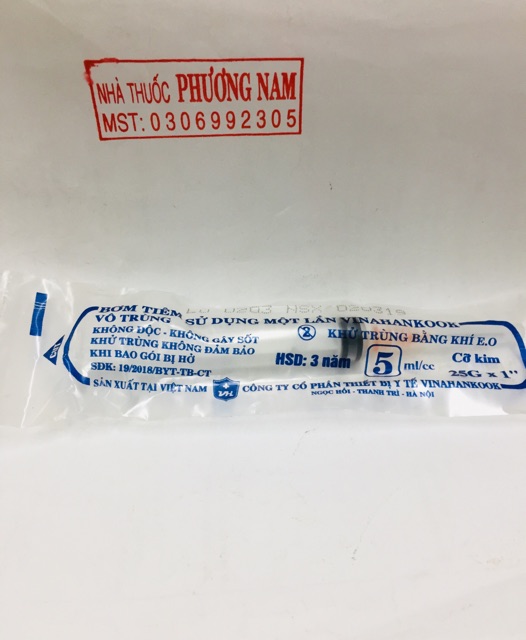 NHÀ THUỐC PHƯƠNG NAM
MST: 0306992305
BƠM TIÊM
VÔ TRÙNG SỬ DỤNG MỘT LẦN VINAHANKOOK
KHÔNG ĐỘC - KHÔNG GÂY SỐT
KHỬ TRÙNG KHÔNG ĐẢM BẢO
KHI BAO GÓI BỊ HỞ
SDK: 19/2018/BYT-TB-CT
2 KHỬ TRÙNG BẰNG KHÍ E.O
HSD: 3 năm
5 ml/cc
Cỡ kim
25G x 1"
SẢN XUẤT TẠI VIỆT NAM VH CÔNG TY CỔ PHẦN THIẾT BỊ Y TẾ VINAHANKOOK
NGỌC HỒI - THANH TRÌ - HÀ NỘI